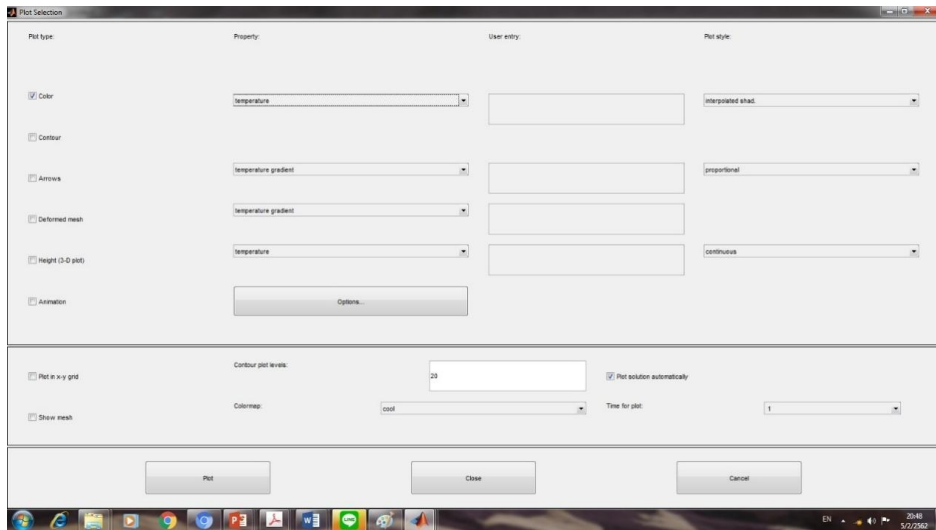 Plot Selection
Plot type: Property: User entry: Plot style:
Color temperature interpolated shad.
Contour
Arrows temperature gradient proportional
Deformed mesh temperature gradient
Height (3-D plot) temperature continuous
Animation Options...
Plot in x-y grid Contour plot levels: 20 Plot solution automatically
Show mesh Colormap: cool Time for plot: 1
Plot Close Cancel
EN 20:48
5/2/2562